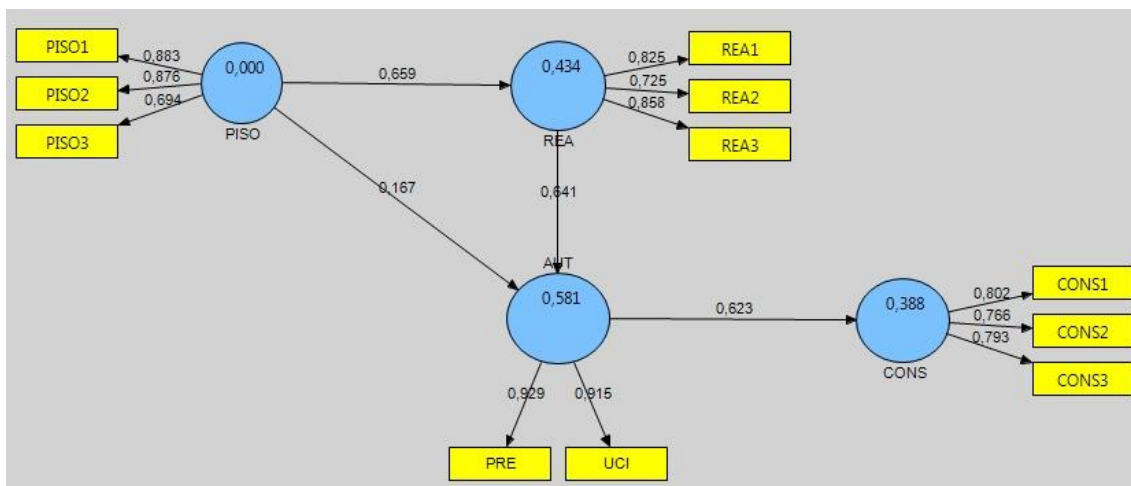 PISO1
PISO2
PISO3
0,883
0,876
0,694
0,000
PISO
0,659
0,434
REA
0,825
0,725
0,858
REA1
REA2
REA3
0,167
0,641
AUT
0,581
0,623
0,388
CONS
0,802
0,766
0,793
CONS1
CONS2
CONS3
0,929
0,915
PRE
UCI